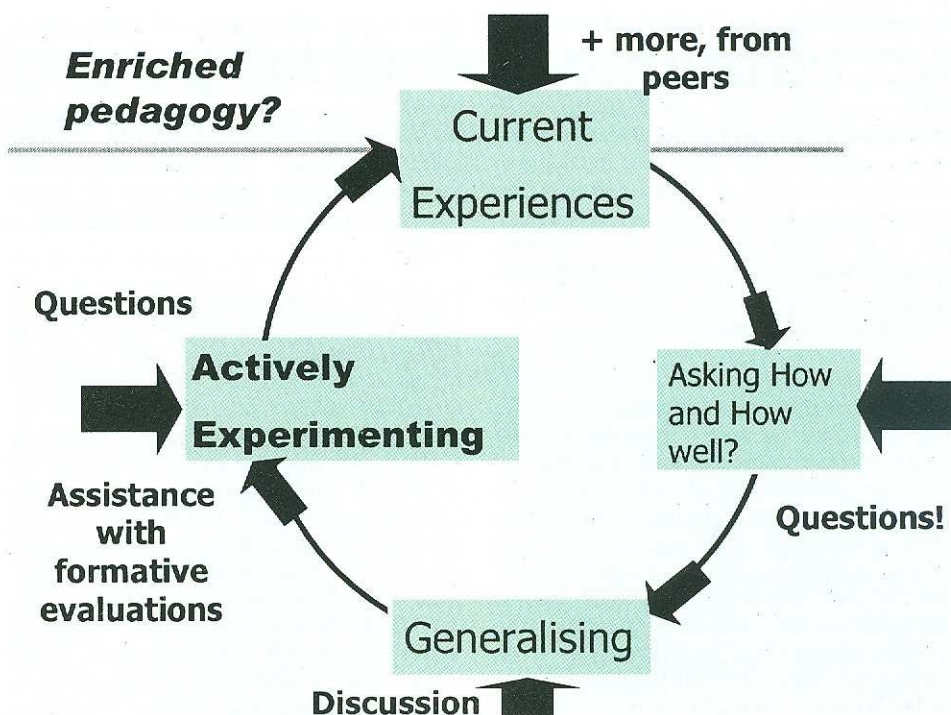 Enriched
pedagogy?
+ more, from
peers
Current
Experiences
Questions
Actively
Experimenting
Asking How
and How
well?
Assistance
with
formative
evaluations
Questions!
Generalising
Discussion